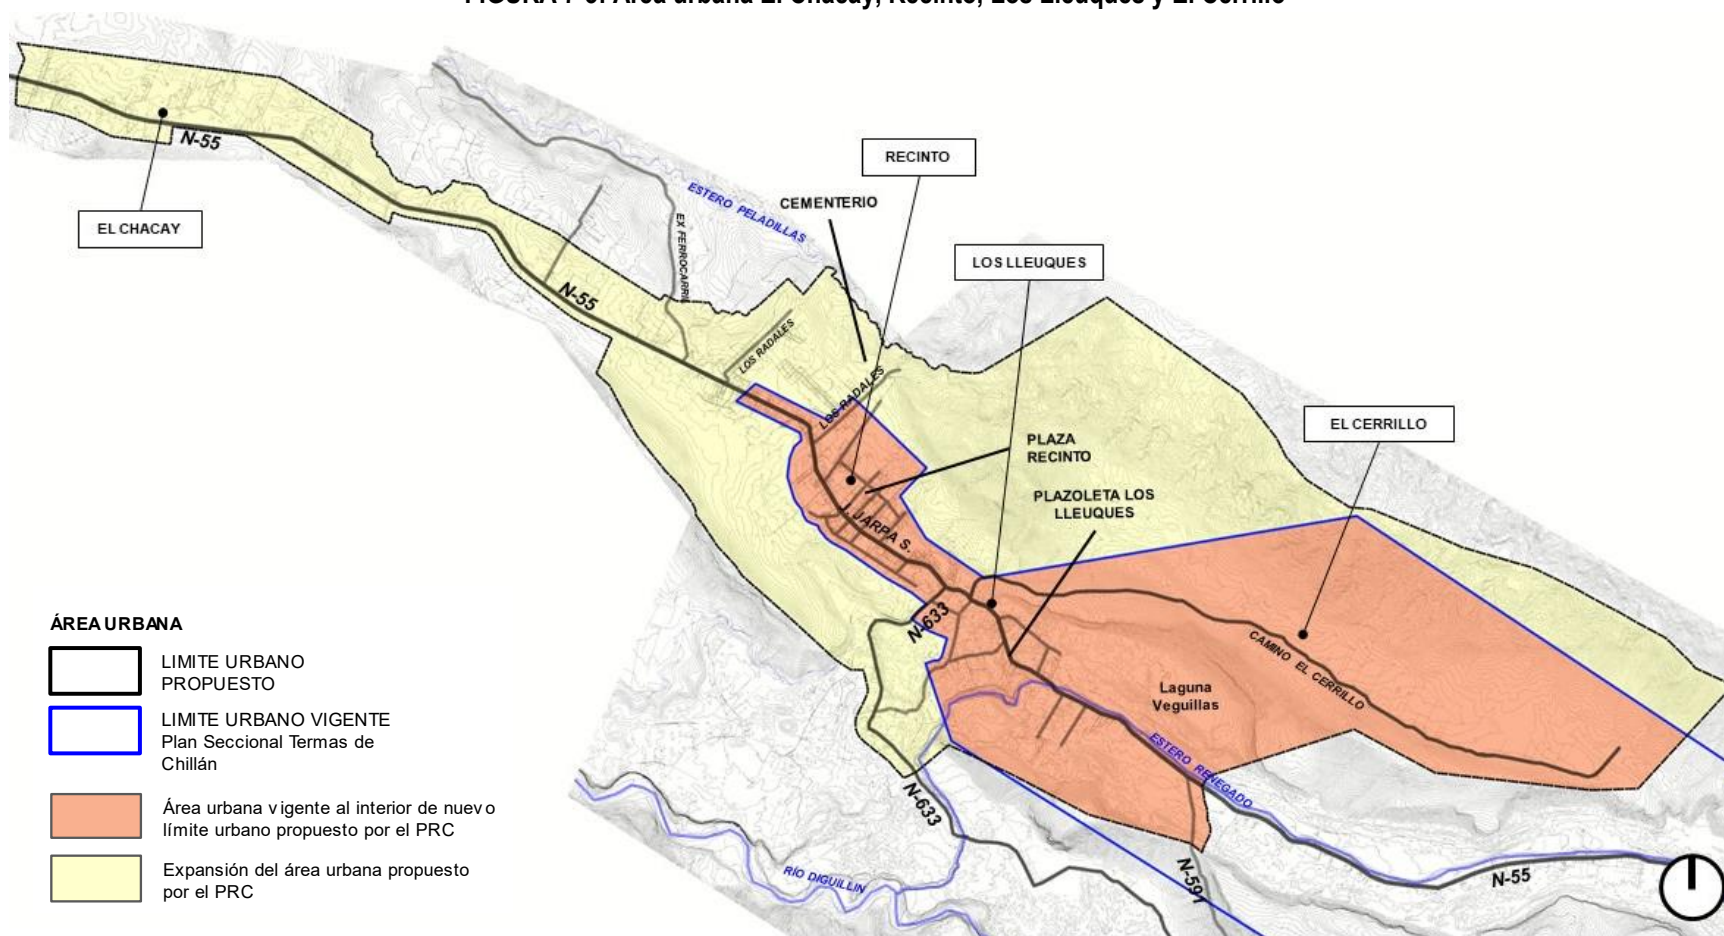 FIGURA 7-5: Área urbana El Chacay, Recinto, Los Lleuques y El Cerrillo
RECINTO
N-55
ESTERO PELADILLAS
CEMENTERIO
EL CHACAY
EX FERROCARRIL
LOS LLEUQUES
N-55
LOS RADALES
LOS RADALES
EL CERRILLO
PLAZA
RECINTO
PLAZOLETA LOS
LLEUQUES
J. JARPA S.
N-633
CAMINO EL CERRILLO
Laguna
Veguillas
ESTERO RENEGADO
N-633
RÍO DIGUILLIN
N-591
N-55
ÁREA URBANA
LIMITE URBANO
PROPUESTO
LIMITE URBANO VIGENTE
Plan Seccional Termas de
Chillán
Área urbana vigente al interior de nuevo
límite urbano propuesto por el PRC
Expansión del área urbana propuesto
por el PRC